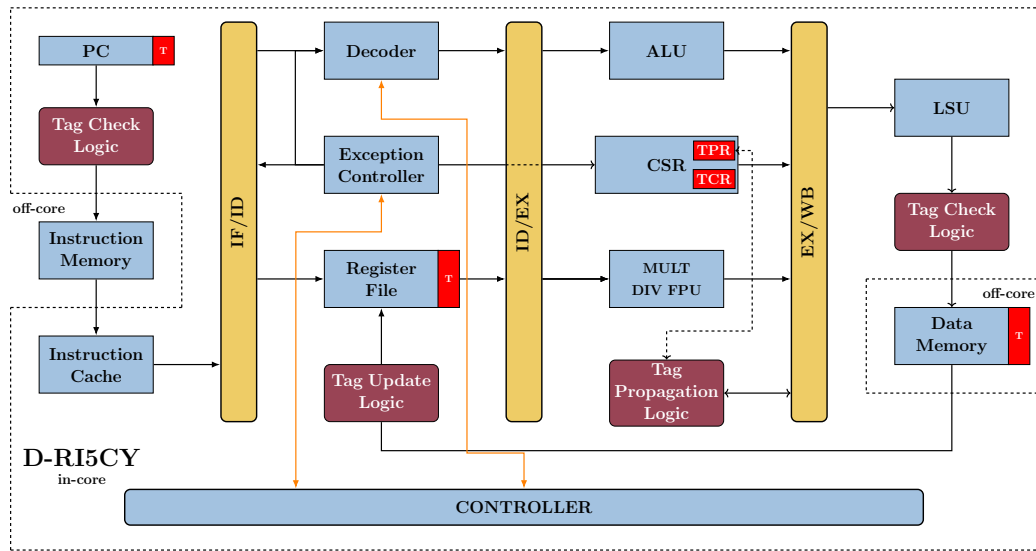 PC
T
Tag Check
Logic
off-core
Instruction
Memory
Instruction
Cache
D-RI5CY
in-core
IF/ID
Decoder
Exception
Controller
Register
File
T
Tag Update
Logic
ID/EX
ALU
CSR
TPR
TCR
MULT
DIV FPU
Tag
Propagation
Logic
EX/WB
LSU
Tag Check
Logic
off-core
Data
Memory
T
CONTROLLER